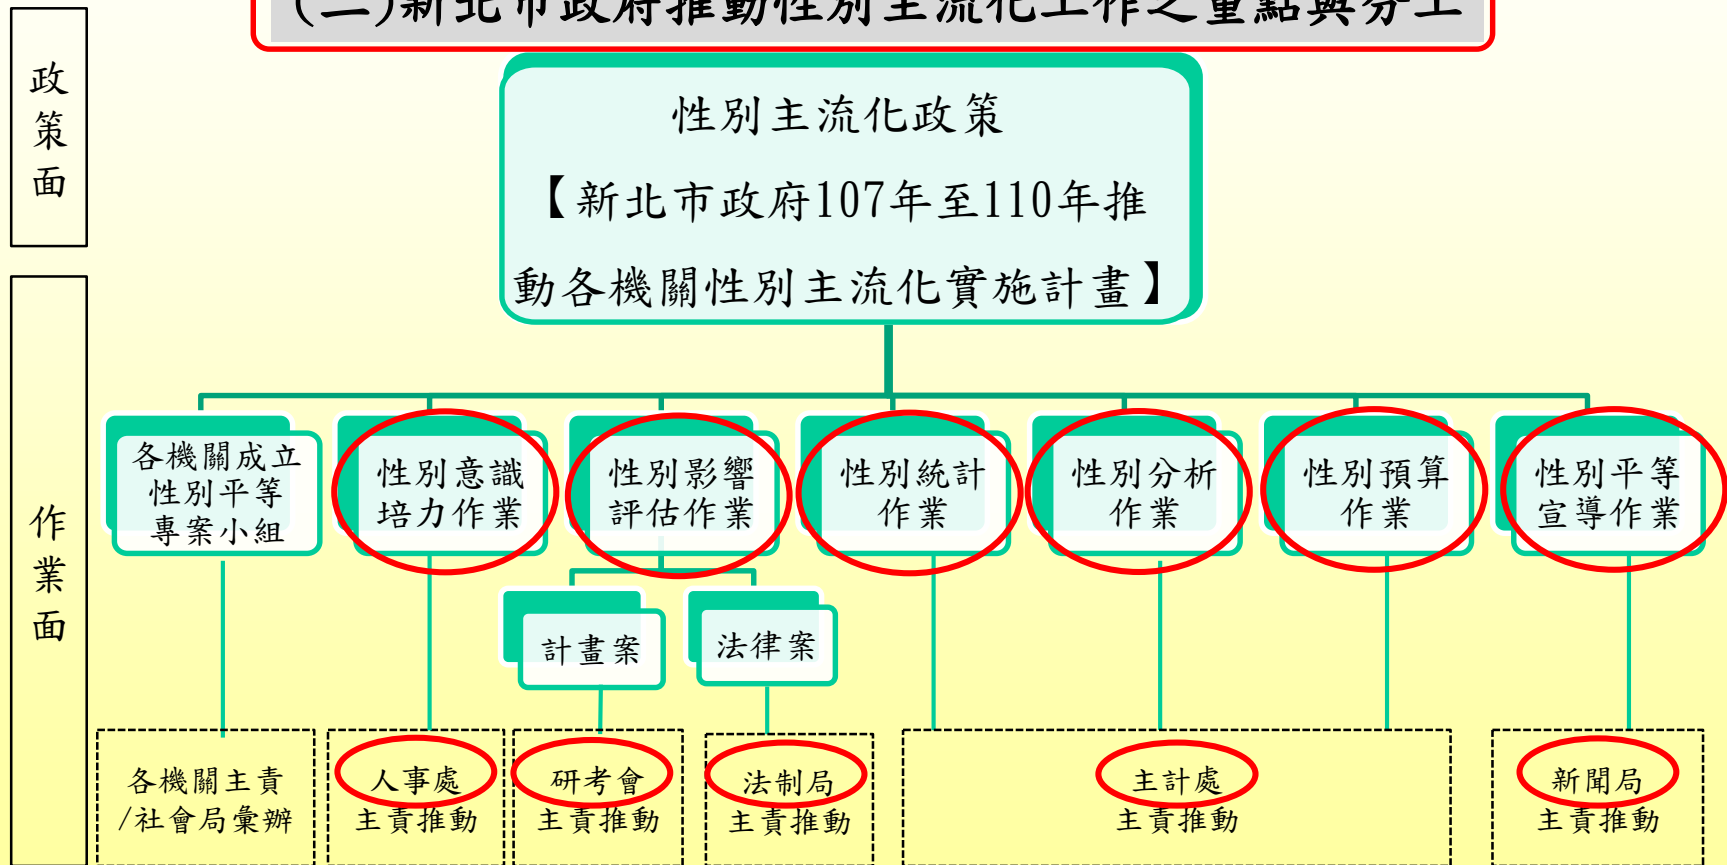 (二)新北市政府推動性別主流化工作之重點與分工
政策面
性別主流化政策
【新北市政府107年至110年推
動各機關性別主流化實施計畫】
作業面
各機關成立
性別平等
專案小組
性別意識
培力作業
性別影響
評估作業
性別統計
作業
性別分析
作業
性別預算
作業
性別平等
宣導作業
計畫案
法律案
各機關主責
/社會局彙辦
人事處
主責推動
研考會
主責推動
法制局
主責推動
主計處
主責推動
新聞局
主責推動